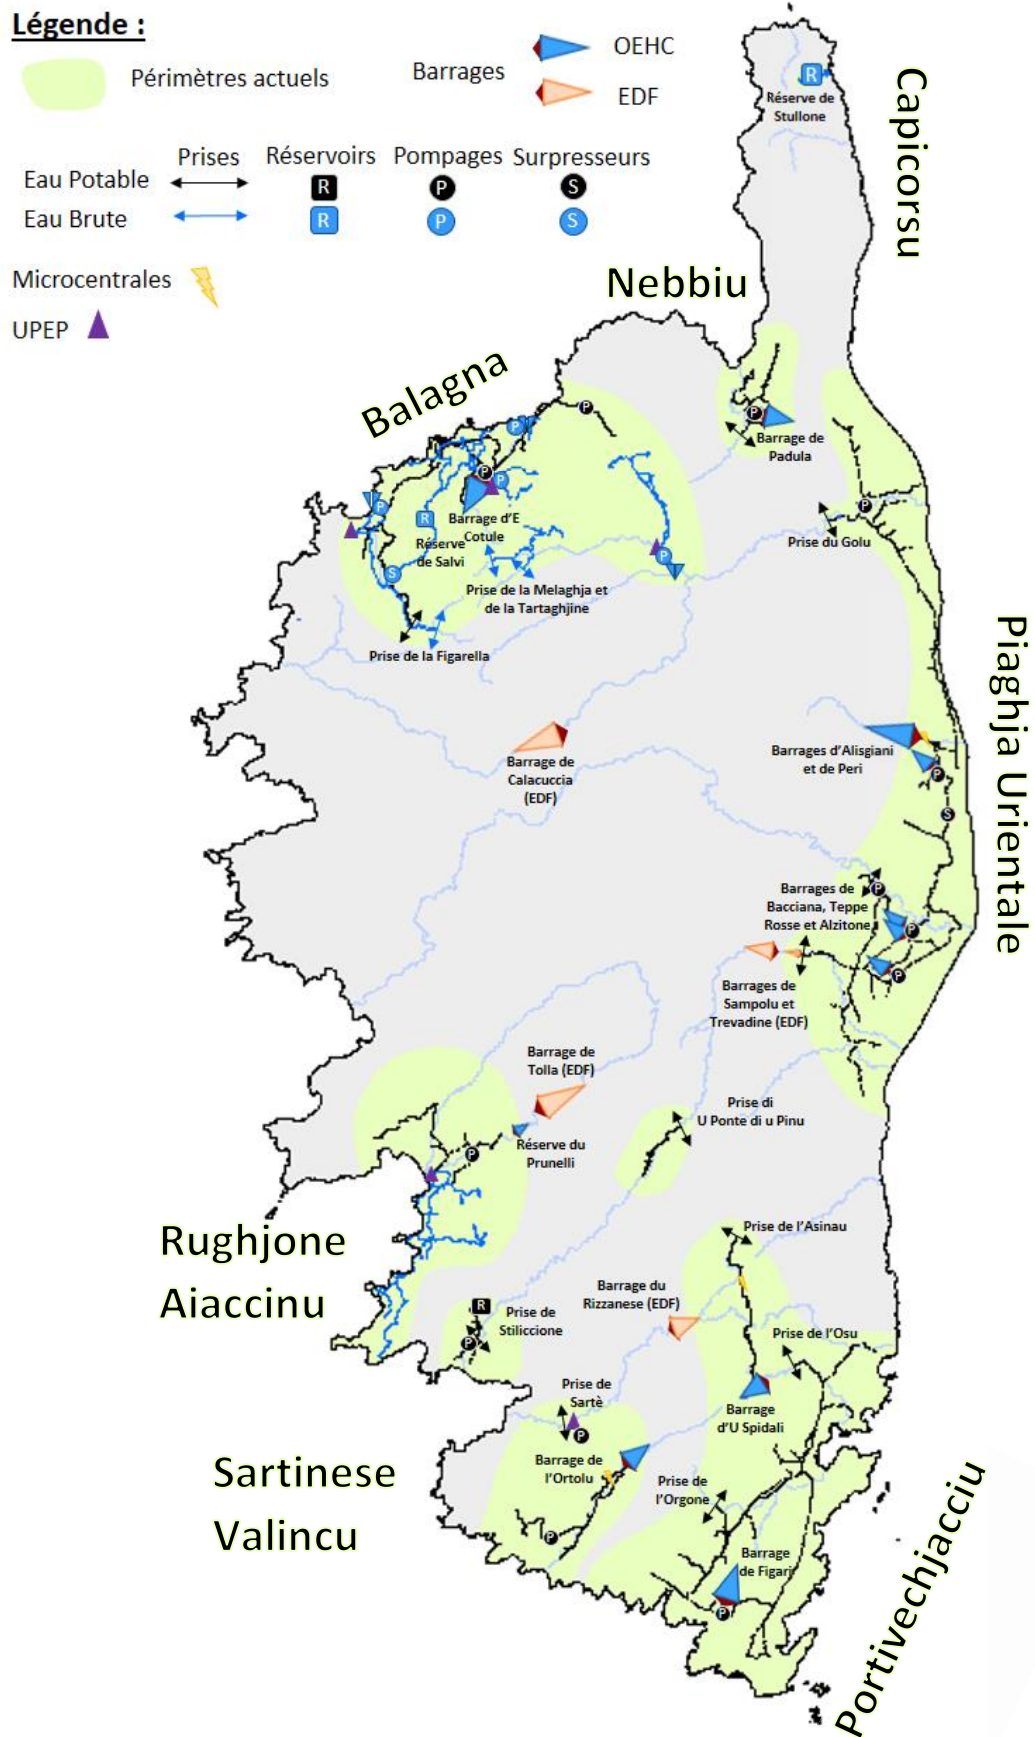 Légende :
Périmètres actuels
Barrages
OEHC
EDF
Prises
Réservoirs
Pompages
Surpresseurs
Eau Potable
R
P
S
Eau Brute
R
P
S
Microcentrales
UPEP
Capicorsu
R
Réserve de
Stullone
Nebbiu
Balagna
P
P
P
Barrage de
Padula
P
P
R
Barrage d'E
Cotule
Réserve
de Salvi
P
P
Prise du Golu
P
S
Prise de la Melaghja et
de la Tartaghjine
Prise de la Figarella
Piaghja Urientale
Barrage de
Calacuccia
(EDF)
Barrages d'Alisgiani
et de Peri
P
S
Barrages de
Bacciana, Teppe
Rosse et Alzitone
P
P
P
Barrages de
Sampolu et
Trevadine (EDF)
Barrage de
Tolla (EDF)
Prise di
U Ponte di u Pinu
P
Réserve du
Prunelli
Rughjone
Aiaccinu
Prise de l'Asinau
Barrage du
Rizzanese (EDF)
R
P
Prise de
Stiliccione
Prise de l'Osu
Prise de
Sartè
P
Barrage
d'U Spidali
Barrage de
l'Ortolu
Prise de
l'Orgone
Sartinese
Valincu
P
Barrage
de Figari
P
Portivechjacciu